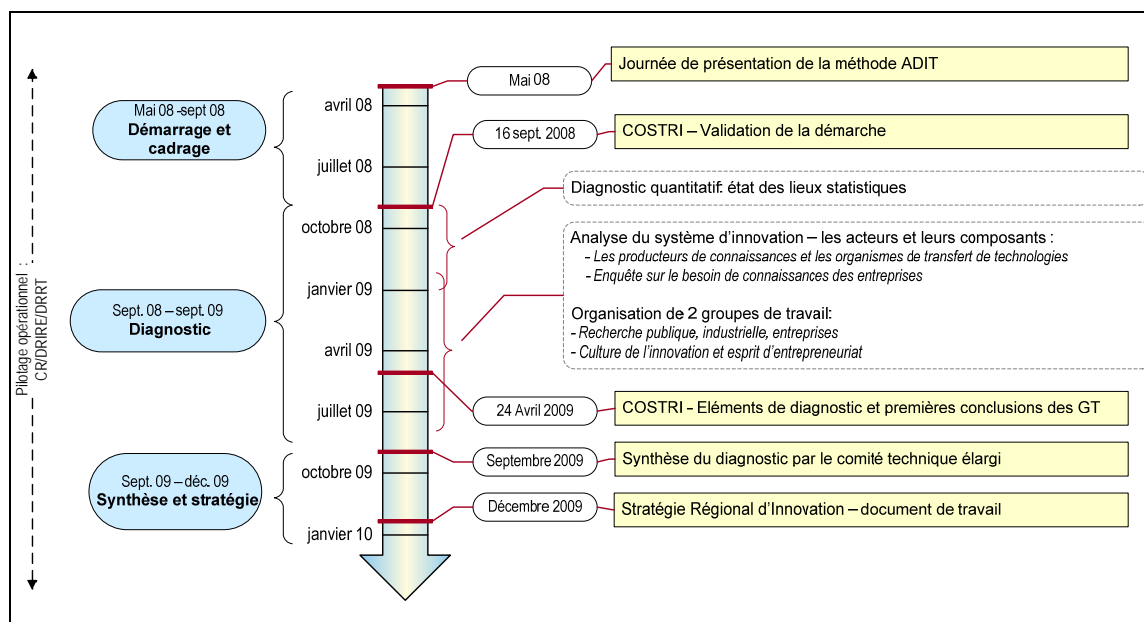 Pilotage opérationnel :
CR/DRIRE/DRRT
Mai 08 -sept 08
Démarrage et
cadrage
Sept. 08 – sept. 09
Diagnostic
Sept. 09 – déc. 09
Synthèse et stratégie
avril 08
juillet 08
octobre 08
janvier 09
avril 09
juillet 09
octobre 09
janvier 10
Mai 08
Journée de présentation de la méthode ADIT
16 sept. 2008
COSTRI – Validation de la démarche
Diagnostic quantitatif: état des lieux statistiques
Analyse du système d'innovation – les acteurs et leurs composants :
- Les producteurs de connaissances et les organismes de transfert de technologies
- Enquête sur le besoin de connaissances des entreprises
Organisation de 2 groupes de travail:
- Recherche publique, industrielle, entreprises
- Culture de l'innovation et esprit d'entrepreneuriat
24 Avril 2009
COSTRI - Eléments de diagnostic et premières conclusions des GT
Septembre 2009
Synthèse du diagnostic par le comité technique élargi
Décembre 2009
Stratégie Régional d'Innovation – document de travail